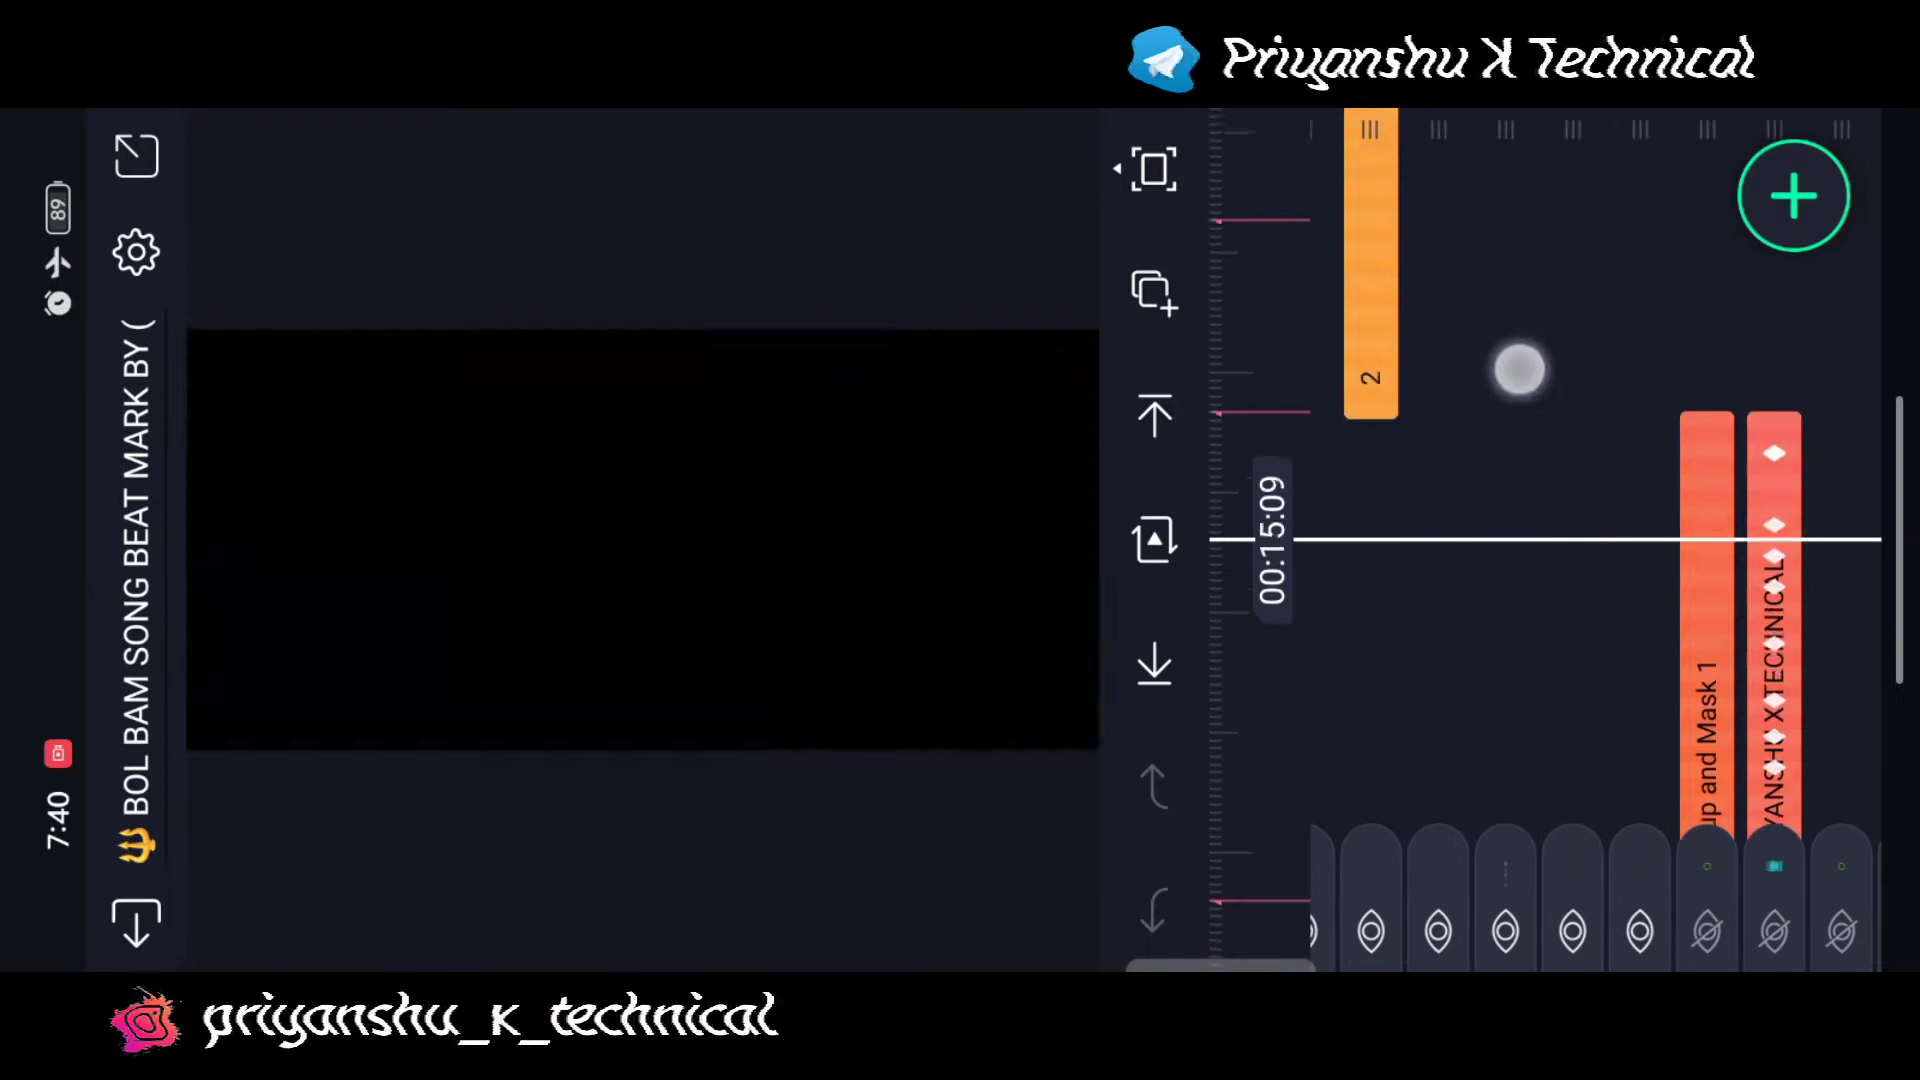 Priyanshu X Technical
89
🔱 BOL BAM SONG BEAT MARK BY (
7:40
2
00:15:09
up and Mask 1
YANSHU X TECHNICAL
priyanshu_k_technical